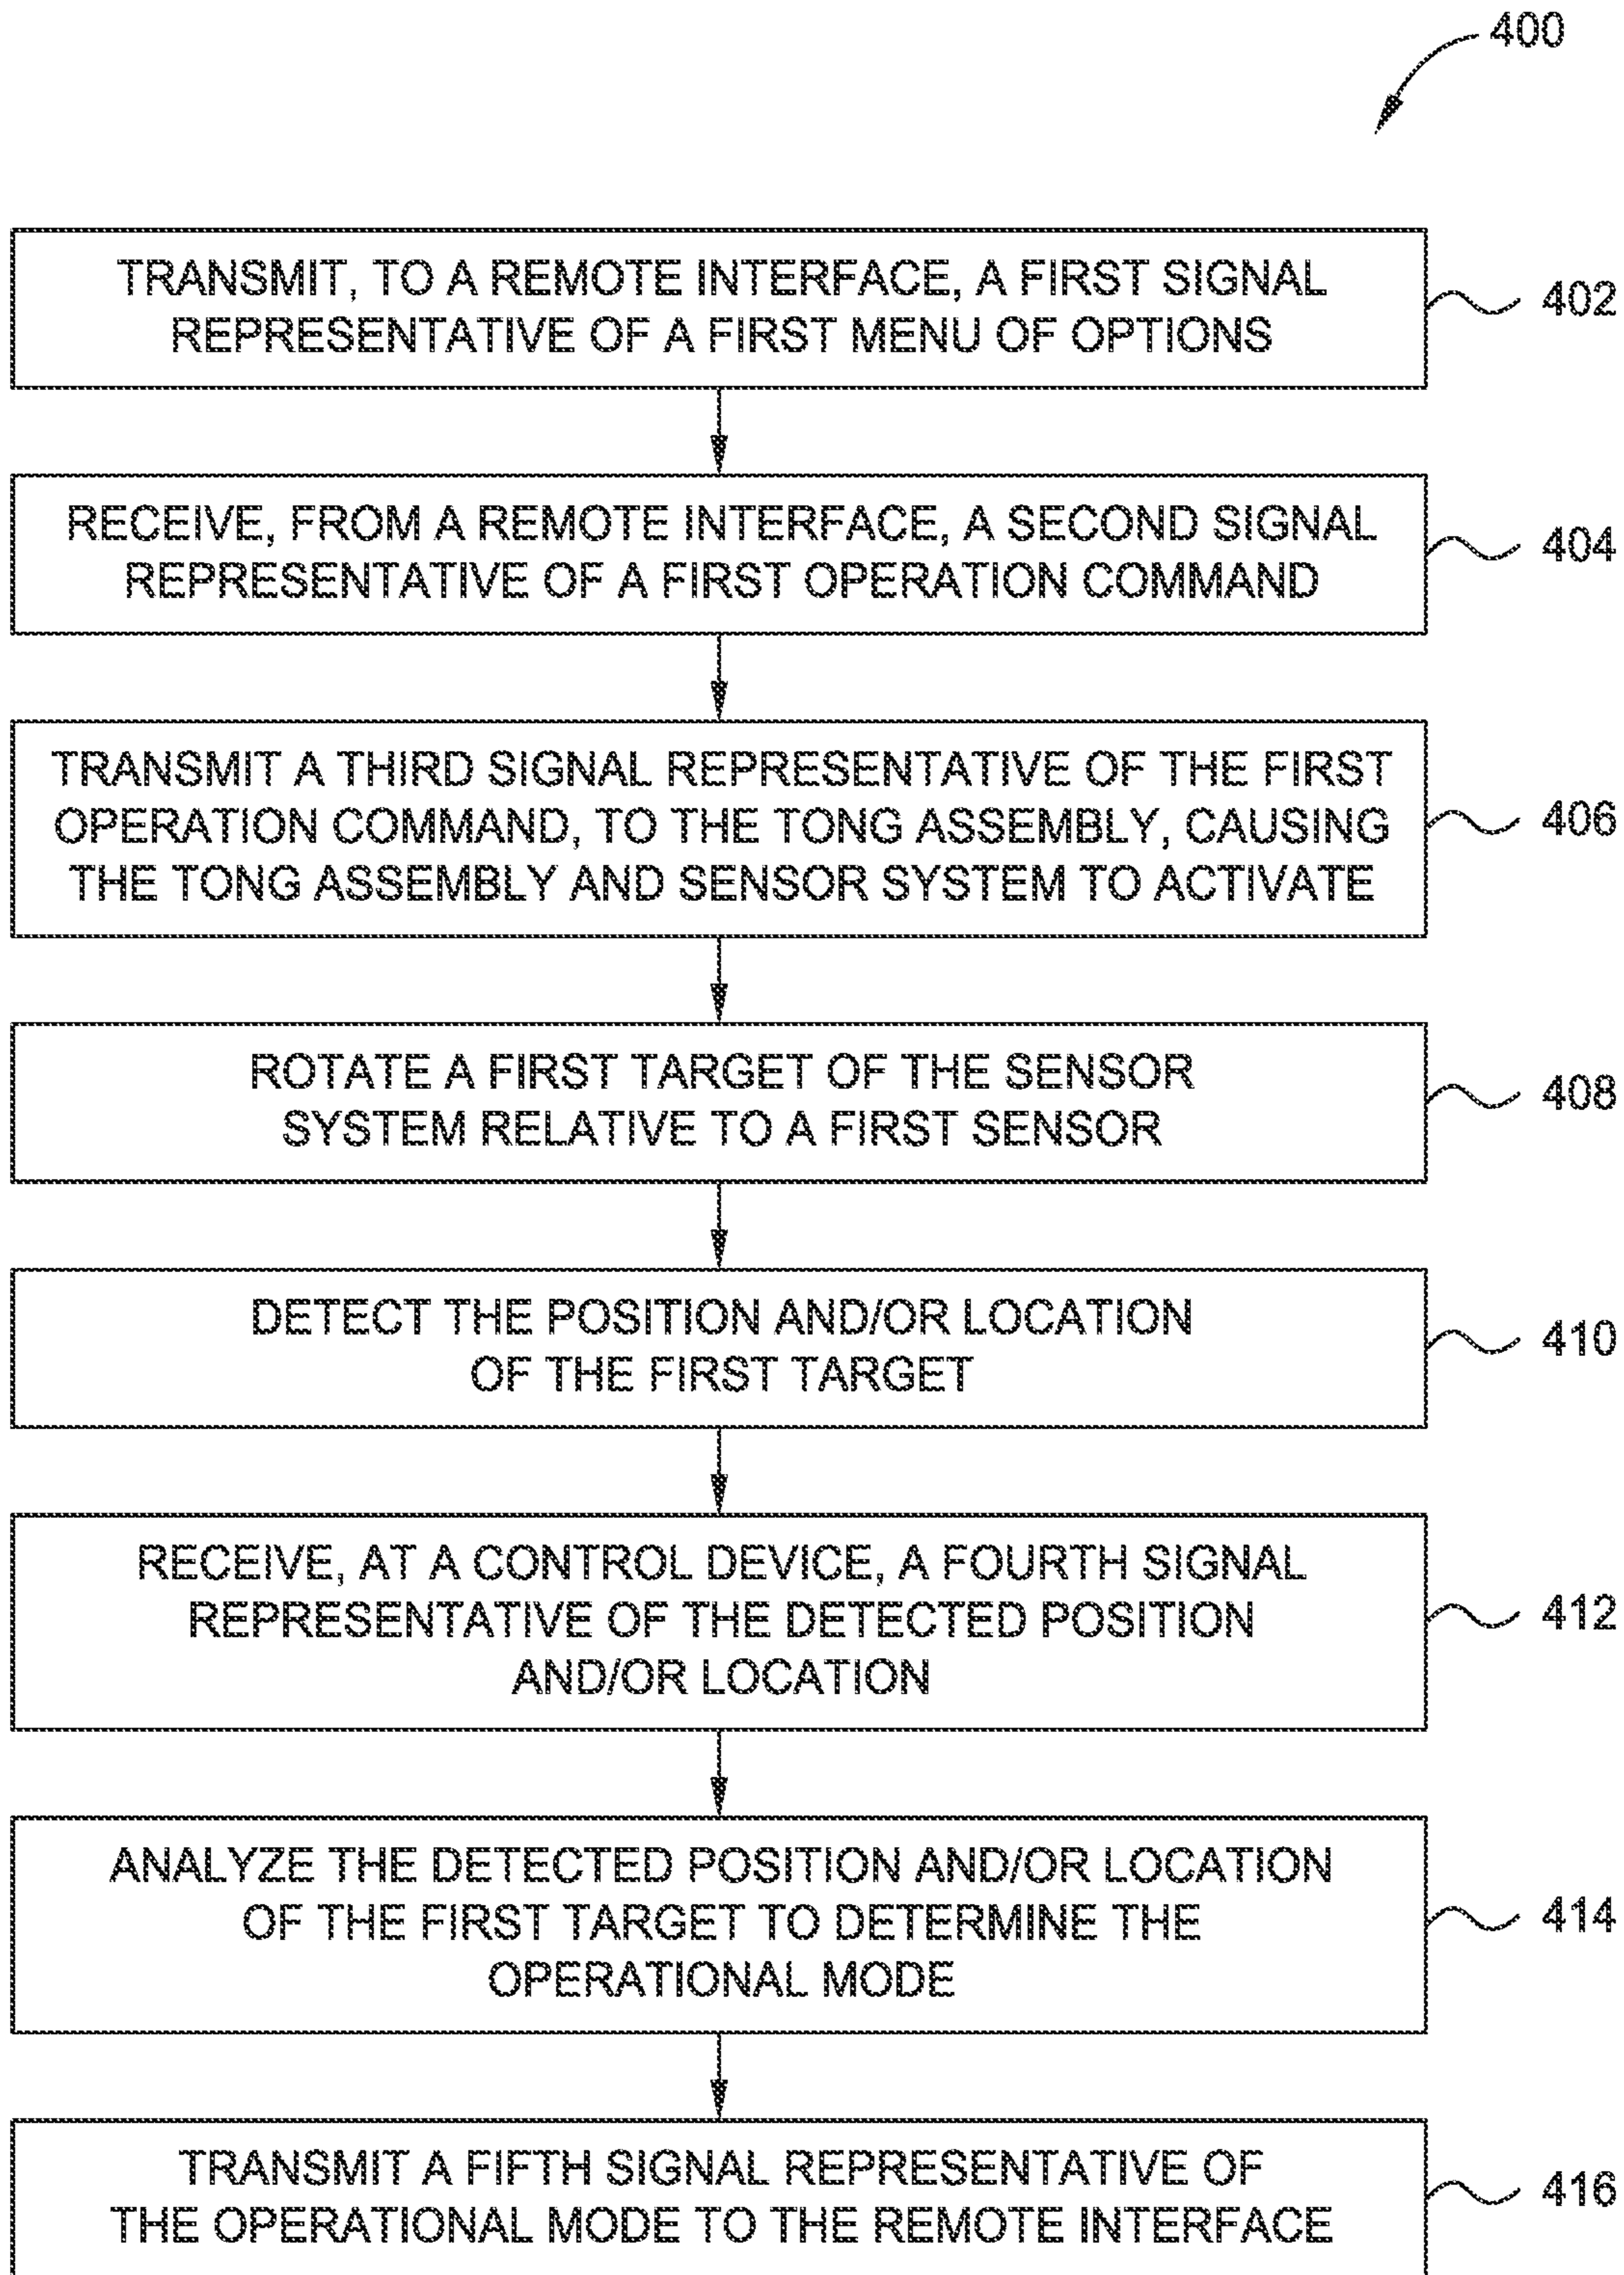 400
TRANSMIT, TO A REMOTE INTERFACE, A FIRST SIGNAL
REPRESENTATIVE OF A FIRST MENU OF OPTIONS
402
RECEIVE, FROM A REMOTE INTERFACE, A SECOND SIGNAL
REPRESENTATIVE OF A FIRST OPERATION COMMAND
404
TRANSMIT A THIRD SIGNAL REPRESENTATIVE OF THE FIRST
OPERATION COMMAND, TO THE TONG ASSEMBLY, CAUSING
THE TONG ASSEMBLY AND SENSOR SYSTEM TO ACTIVATE
406
ROTATE A FIRST TARGET OF THE SENSOR
SYSTEM RELATIVE TO A FIRST SENSOR
408
DETECT THE POSITION AND/OR LOCATION
OF THE FIRST TARGET
410
RECEIVE, AT A CONTROL DEVICE, A FOURTH SIGNAL
REPRESENTATIVE OF THE DETECTED POSITION
AND/OR LOCATION
412
ANALYZE THE DETECTED POSITION AND/OR LOCATION
OF THE FIRST TARGET TO DETERMINE THE
OPERATIONAL MODE
414
TRANSMIT A FIFTH SIGNAL REPRESENTATIVE OF
THE OPERATIONAL MODE TO THE REMOTE INTERFACE
416